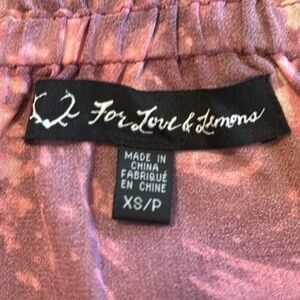 For Love & Lemons
MADE IN
CHINA
FABRIQUÉ
EN CHINE
XS/P